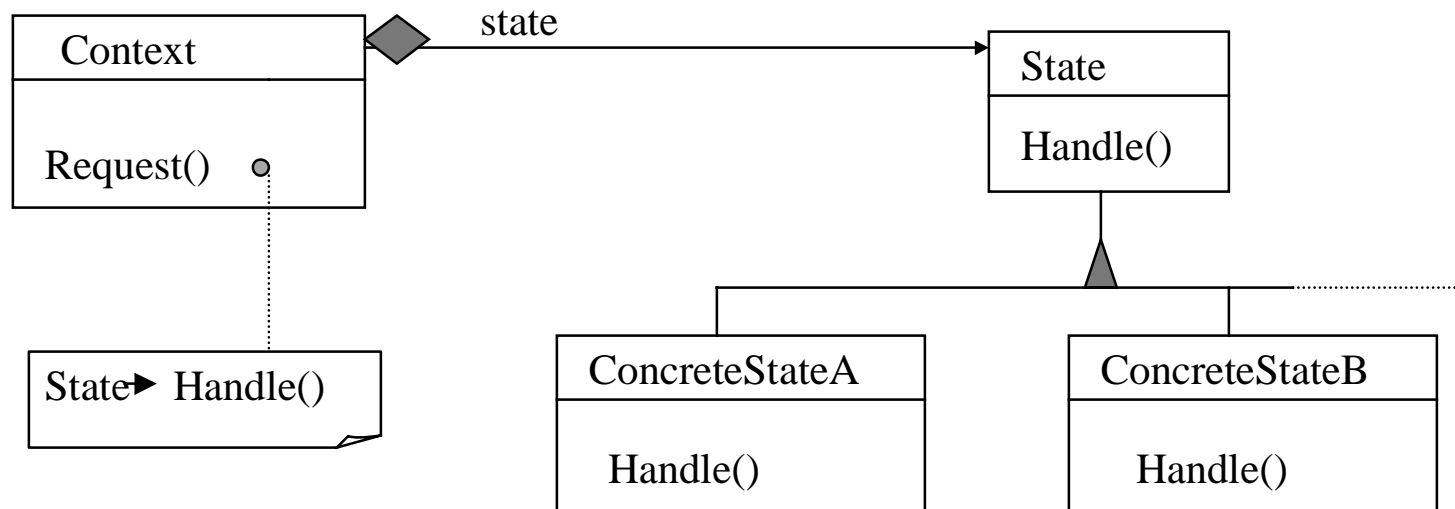 Context
Request()
State Handle()
state
State
Handle()
ConcreteStateA
Handle()
ConcreteStateB
Handle()